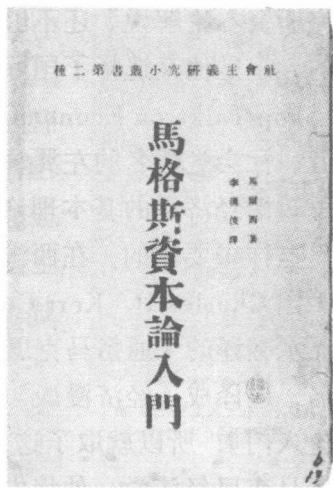 種二第書叢小究研義主會社
馬格斯資本論入門
馬爾西著
李漢俊譯